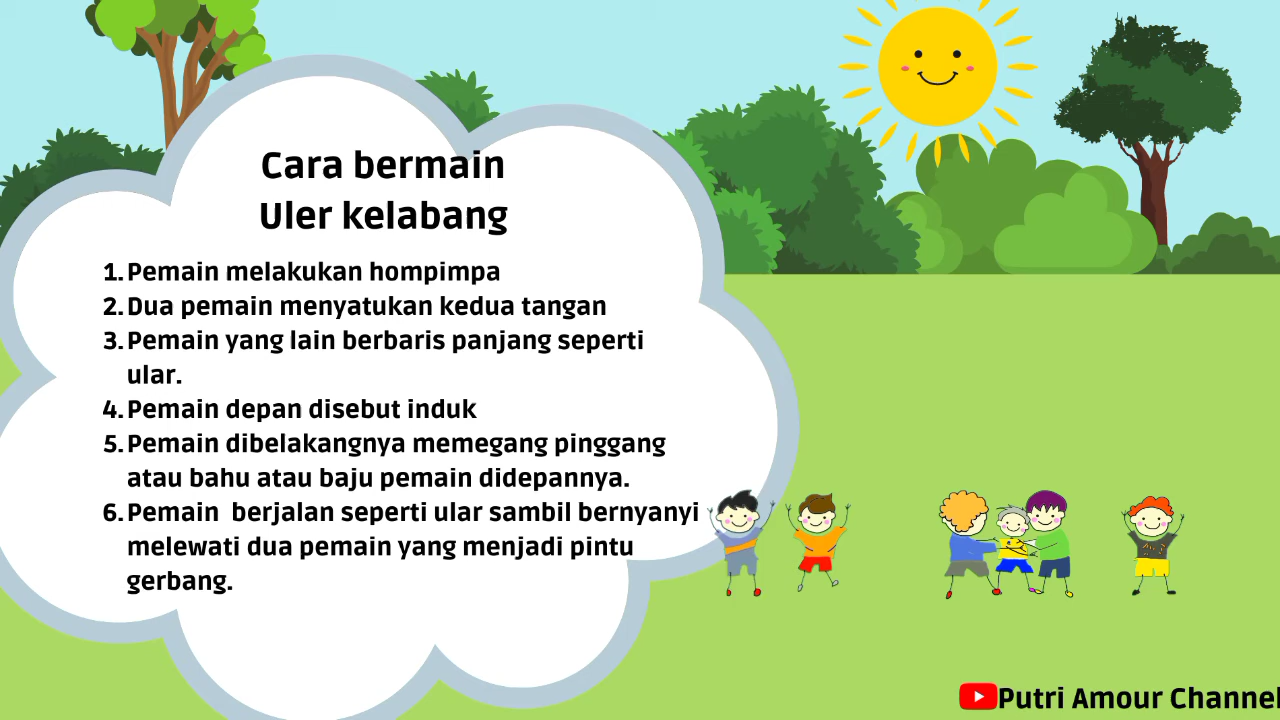 Cara bermain
Uler kelabang
1. Pemain melakukan hompimpa
2. Dua pemain menyatukan kedua tangan
3. Pemain yang lain berbaris panjang seperti
ular.
4. Pemain depan disebut induk
5. Pemain dibelakangnya memegang pinggang
atau bahu atau baju pemain didepannya.
6. Pemain  berjalan seperti ular sambil bernyanyi
melewati dua pemain yang menjadi pintu
gerbang.
Putri Amour Channel